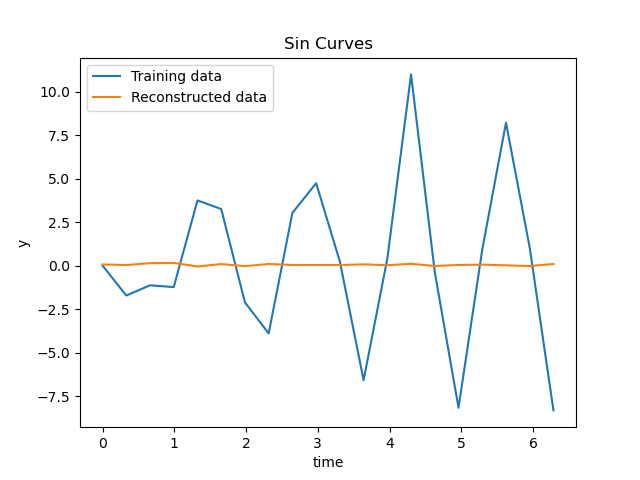 Sin Curves
Training data
Reconstructed data
10.0
7.5
5.0
2.5
0.0
−2.5
−5.0
−7.5
y
0 1 2 3 4 5 6
time